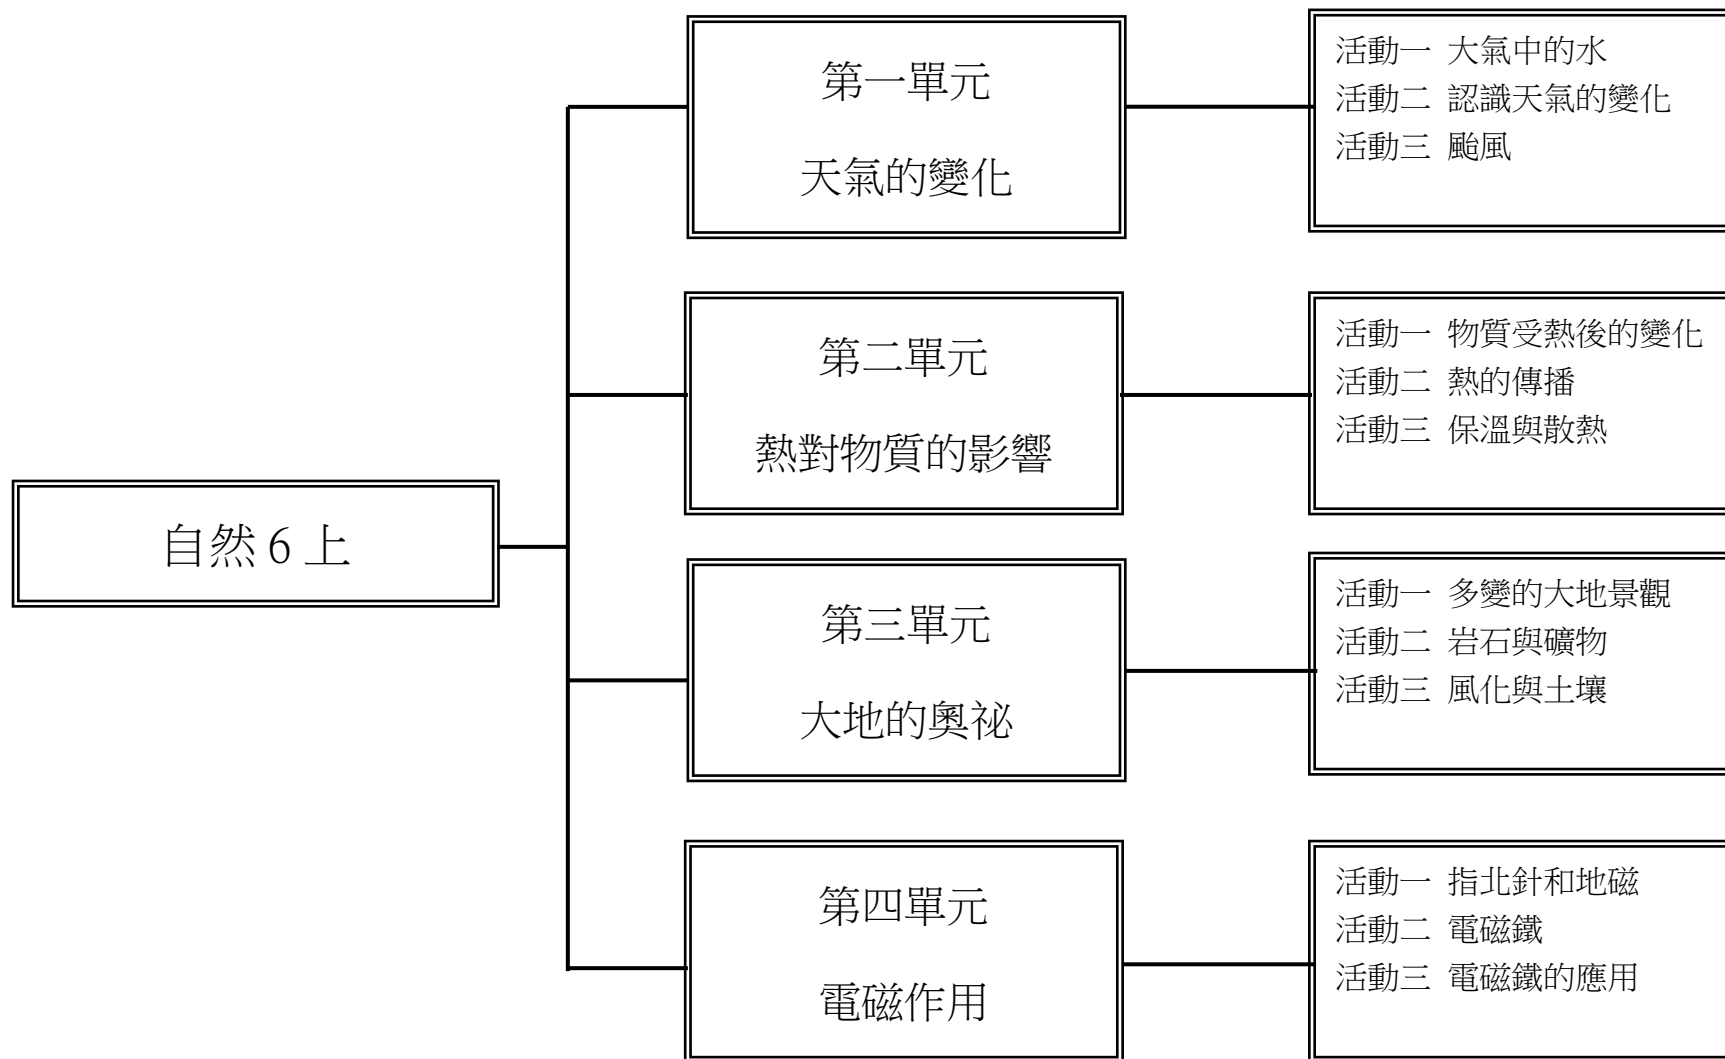 自然6上
第一單元
天氣的變化
活動一 大氣中的水
活動二 認識天氣的變化
活動三 颱風
第二單元
熱對物質的影響
活動一 物質受熱後的變化
活動二 熱的傳播
活動三 保溫與散熱
第三單元
大地的奧祕
活動一 多變的大地景觀
活動二 岩石與礦物
活動三 風化與土壤
第四單元
電磁作用
活動一 指北針和地磁
活動二 電磁鐵
活動三 電磁鐵的應用